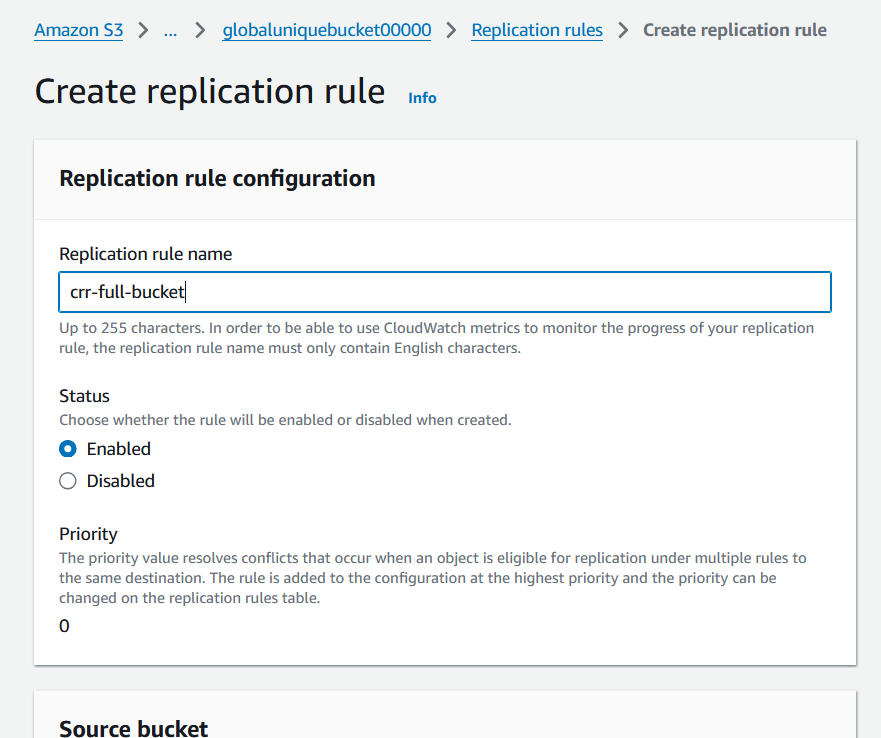 Amazon S3 > ... > globaluniquebucket00000 > Replication rules > Create replication rule
Create replication rule Info
Replication rule configuration
Replication rule name
crr-full-bucket
Up to 255 characters. In order to be able to use CloudWatch metrics to monitor the progress of your replication
rule, the replication rule name must only contain English characters.
Status
Choose whether the rule will be enabled or disabled when created.
Enabled
Disabled
Priority
The priority value resolves conflicts that occur when an object is eligible for replication under multiple rules to
the same destination. The rule is added to the configuration at the highest priority and the priority can be
changed on the replication rules table.
0
Source bucket